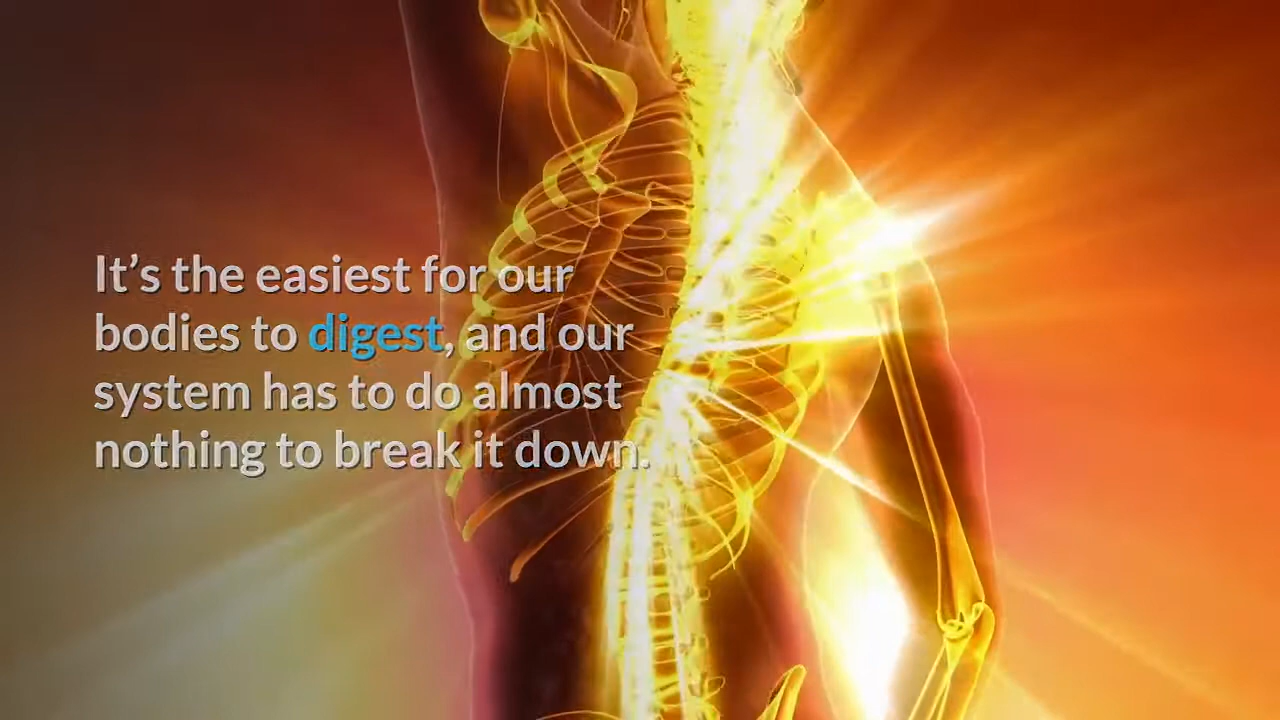 It’s the easiest for our
bodies to digest, and our
system has to do almost
nothing to break it down.